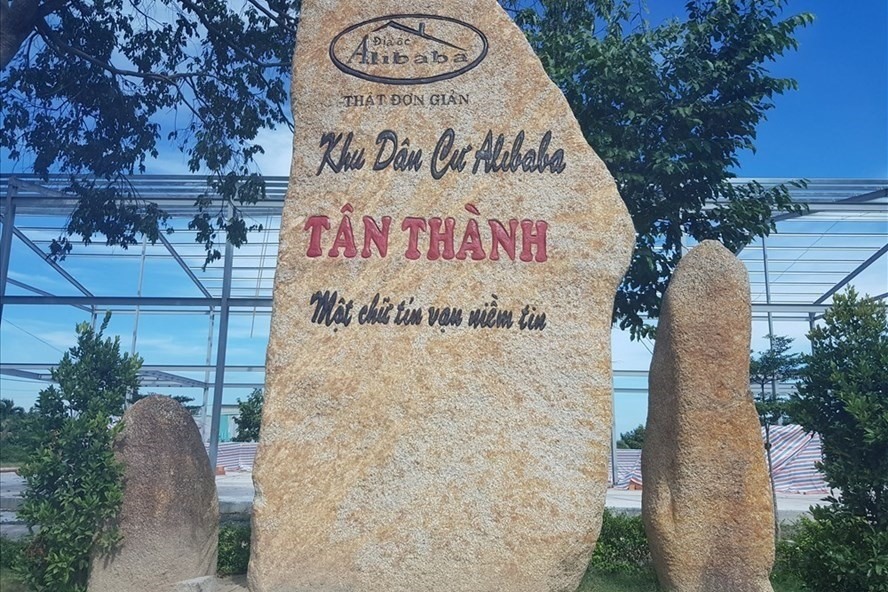 Địa ốc
Alibaba
THẬT ĐƠN GIẢN
Khu Dân Cư Alibaba
TÂN THÀNH
Một chữ tín vạn niềm tin